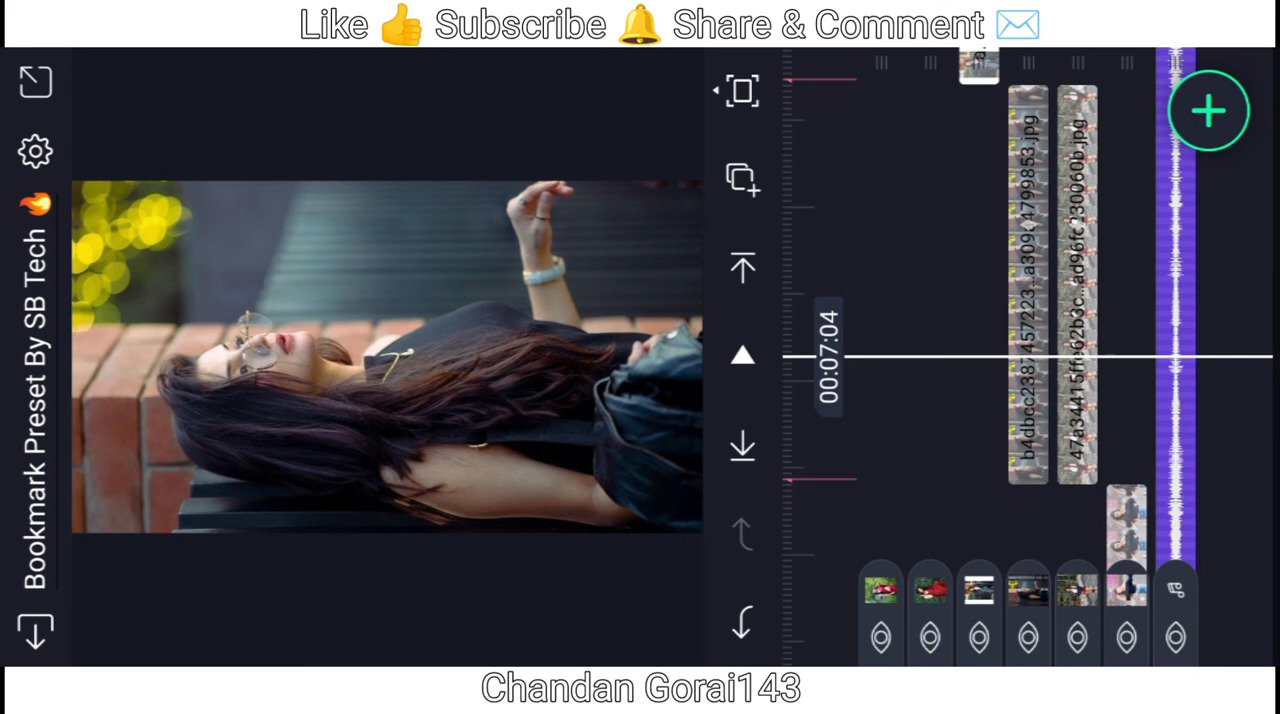 Like 👍 Subscribe 🔔 Share & Comment ✉️
Bookmark Preset By SB Tech 🔥
00:07:04
Chandan Gorai143